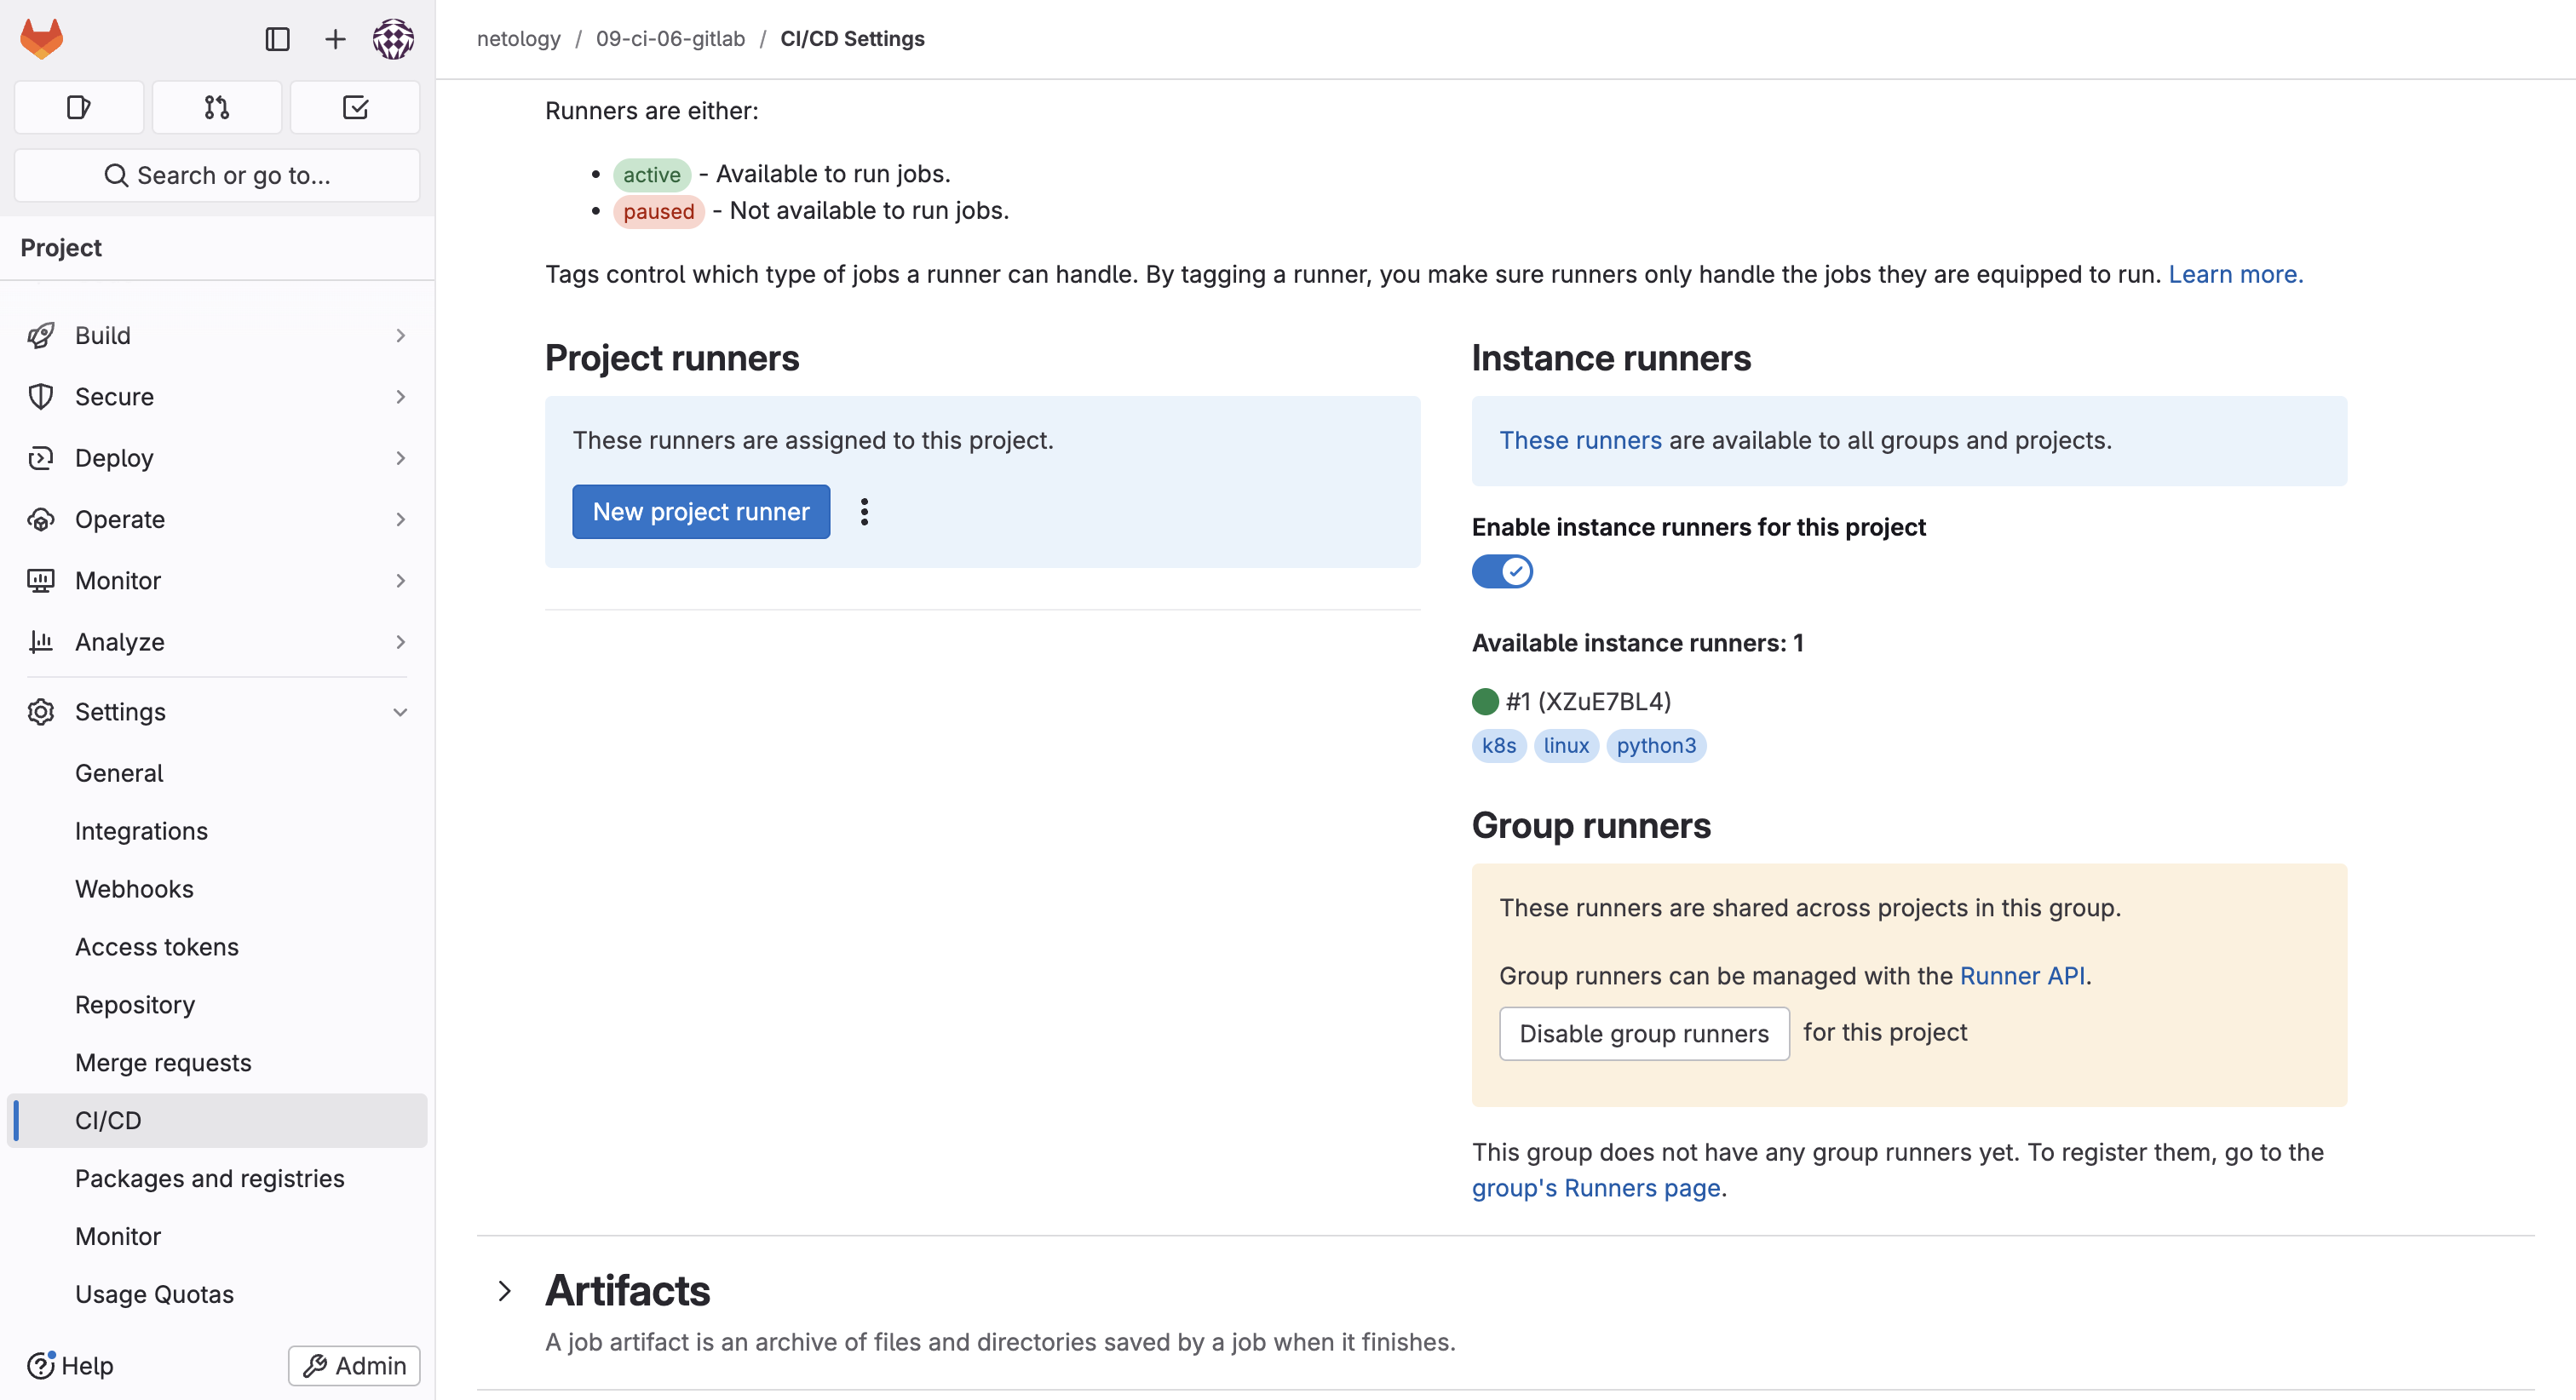 Search or go to...
Project
Build
Secure
Deploy
Operate
Monitor
Analyze
Settings
General
Integrations
Webhooks
Access tokens
Repository
Merge requests
CI/CD
Packages and registries
Monitor
Usage Quotas
Help
Admin
netology / 09-ci-06-gitlab / CI/CD Settings
Runners are either:
• active - Available to run jobs.
• paused - Not available to run jobs.
Tags control which type of jobs a runner can handle. By tagging a runner, you make sure runners only handle the jobs they are equipped to run. Learn more.
Project runners
These runners are assigned to this project.
New project runner
Instance runners
These runners are available to all groups and projects.
Enable instance runners for this project
Available instance runners: 1
#1 (XZuE7BL4)
k8s linux python3
Group runners
These runners are shared across projects in this group.
Group runners can be managed with the Runner API.
Disable group runners for this project
This group does not have any group runners yet. To register them, go to the
group's Runners page.
Artifacts
A job artifact is an archive of files and directories saved by a job when it finishes.